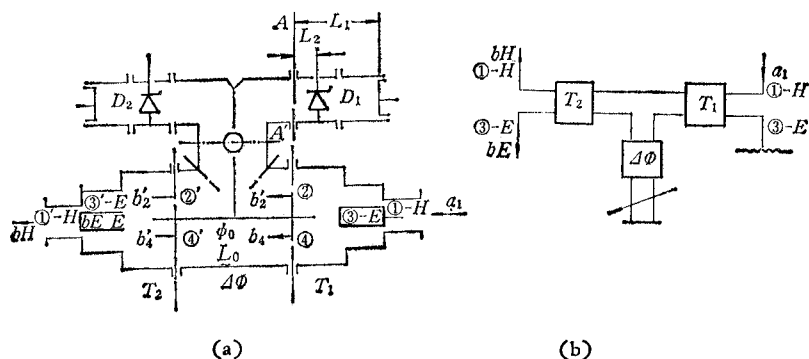 A
L₁
L₂
D₂
D₁
A'
b₂'
②'
b₂'
②
①'-H
③'-E
bE E
bH
③-E
①-H
a₁
b₄'
④'
ϕ₀
b₄
④
L₀
ΔΦ
T₂
T₁
(a)
bH
①-H
a₁
①-H
T₂
T₁
③-E
bE
③-E
ΔΦ
(b)